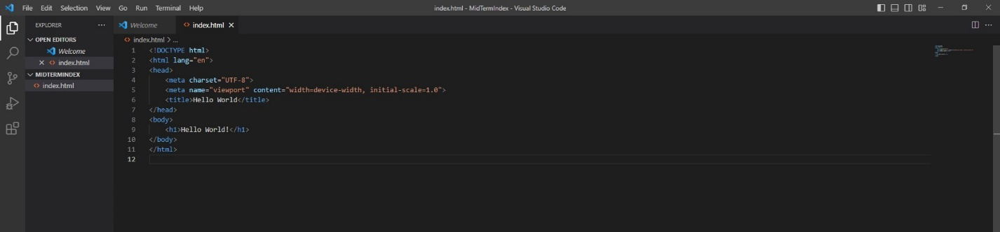 File Edit Selection View Go Run Terminal Help index.html - MidTermIndex - Visual Studio Code
EXPLORER
OPEN EDITORS
Welcome
index.html
MIDTERMINDEX
index.html
Welcome index.html
index.html > ...
1 <!DOCTYPE html>
2 <html lang="en">
3 <head>
4     <meta charset="UTF-8">
5     <meta name="viewport" content="width=device-width, initial-scale=1.0">
6     <title>Hello World</title>
7 </head>
8 <body>
9     <h1>Hello World!</h1>
10 </body>
11 </html>
12